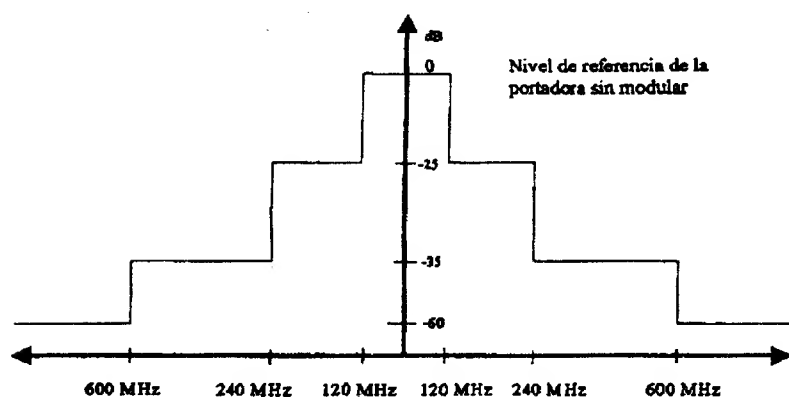 dB
0
Nivel de referencia de la
portadora sin modular
-25
-35
-60
600 MHz 240 MHz 120 MHz 120 MHz 240 MHz 600 MHz